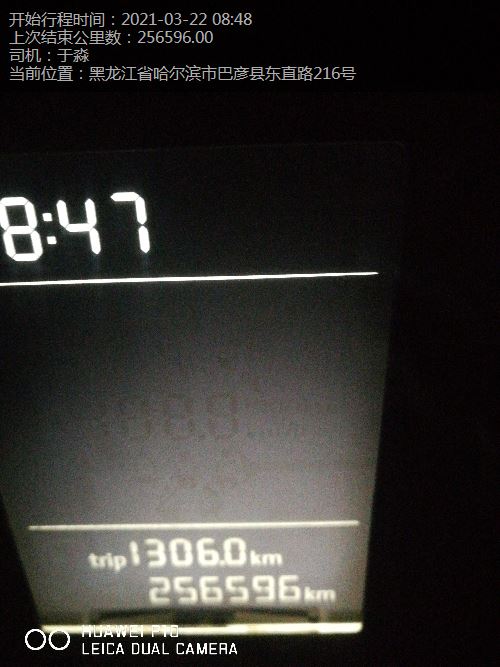 开始行程时间：2021-03-22 08:48
上次结束公里数：256596.00
司机：于淼
当前位置：黑龙江省哈尔滨市巴彦县东直路216号
8:47
trip 1306.0 km
256596 km
HUAWEI P10
LEICA DUAL CAMERA